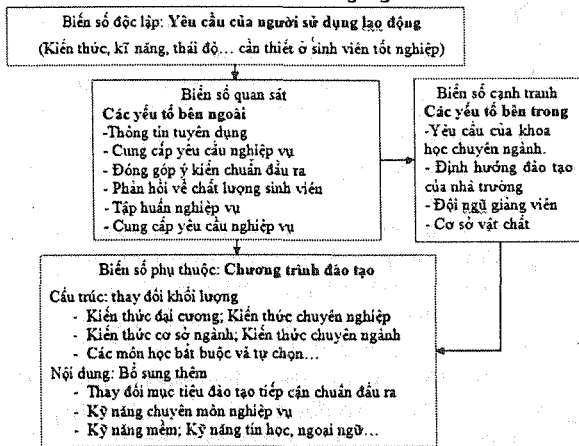 Biến số độc lập: Yêu cầu của người sử dụng lao động
(Kiến thức, kĩ năng, thái độ... cần thiết ở sinh viên tốt nghiệp)
Biến số quan sát
Các yếu tố bên ngoài
-Thông tin tuyên dụng
- Cung cấp yêu cầu nghiệp vụ
- Đóng góp ý kiến chuẩn đầu ra
- Phản hồi về chất lượng sinh viên
- Tập huấn nghiệp vụ
- Cung cấp yêu cầu nghiệp vụ
Biến số cạnh tranh
Các yếu tố bên trong
-Yêu cầu của khoa
học chuyên ngành.
- Định hướng đào tạo
của nhà trường
- Đội ngũ giảng viên
- Cơ sở vật chất
Biến số phụ thuộc: Chương trình đào tạo
Cấu trúc: thay đổi khối lượng
- Kiến thức đại cương; Kiến thức chuyên nghiệp
- Kiến thức cơ sở ngành; Kiến thức chuyên ngành
- Các môn học bắt buộc và tự chọn...
Nội dung: Bổ sung thêm
- Thay đổi mục tiêu đào tạo tiếp cận chuẩn đầu ra
- Kỹ năng chuyên môn nghiệp vụ
- Kỹ năng mềm; Kỹ năng tin học, ngoại ngữ...